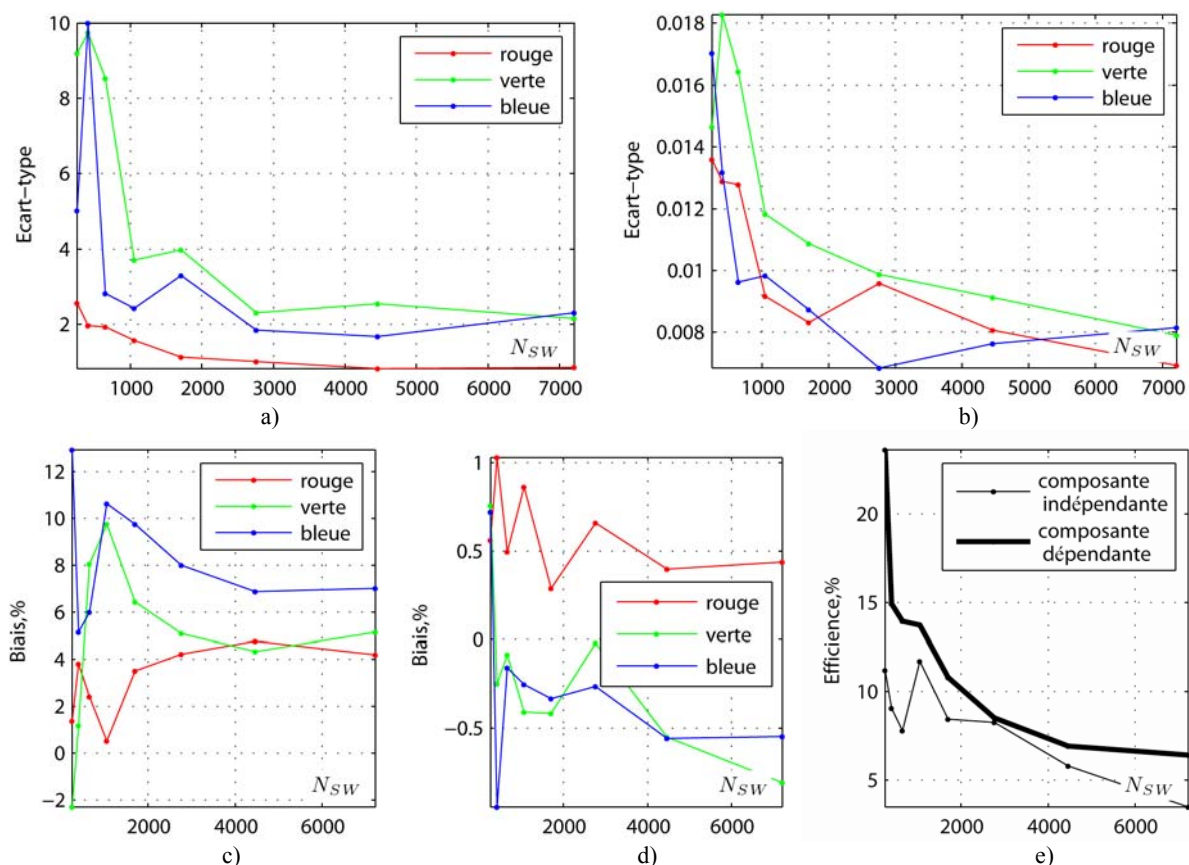 10
8
6
4
2
Ecart-type
rouge
verte
bleue
N_SW
1000 2000 3000 4000 5000 6000 7000
a)
0.018
0.016
0.014
0.012
0.01
0.008
Ecart-type
rouge
verte
bleue
N_SW
1000 2000 3000 4000 5000 6000 7000
b)
12
10
8
6
4
2
0
−2
Biais,%
rouge
verte
bleue
N_SW
2000 4000 6000
c)
1
0.5
0
−0.5
Biais,%
rouge
verte
bleue
N_SW
2000 4000 6000
d)
20
15
10
5
Efficience,%
composante
indépendante
composante
dépendante
N_SW
2000 4000 6000
e)